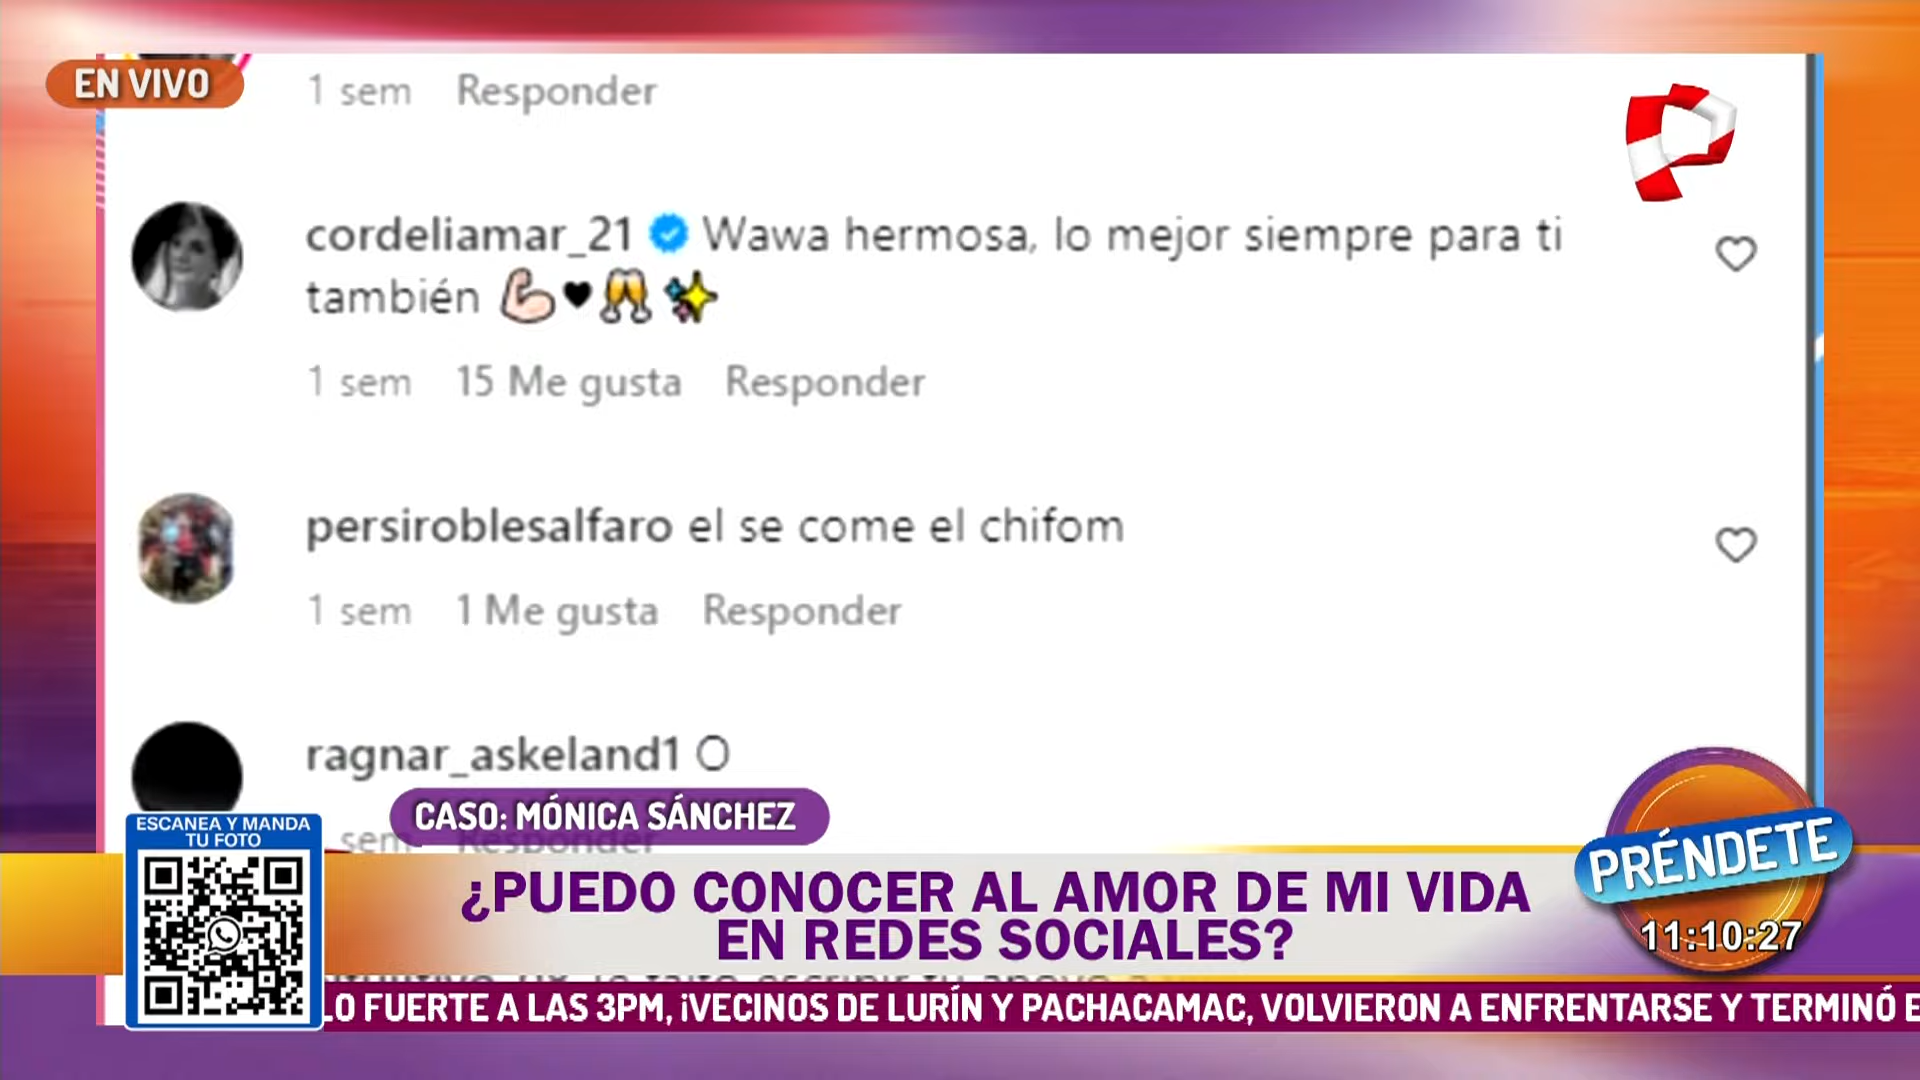 EN VIVO
1 sem Responder
cordeliamar_21 Wawa hermosa, lo mejor siempre para ti
también 💪🏻🖤🥂✨
1 sem 15 Me gusta Responder
persiroblesalfaro el se come el chifom
1 sem 1 Me gusta Responder
ragnar_askeland1 O
sem Responder
CASO: MÓNICA SÁNCHEZ
ESCANEA Y MANDA
TU FOTO
¿PUEDO CONOCER AL AMOR DE MI VIDA
EN REDES SOCIALES?
PRÉNDETE
11:10:27
LO FUERTE A LAS 3PM, ¡VECINOS DE LURÍN Y PACHACAMAC, VOLVIERON A ENFRENTARSE Y TERMINÓ E